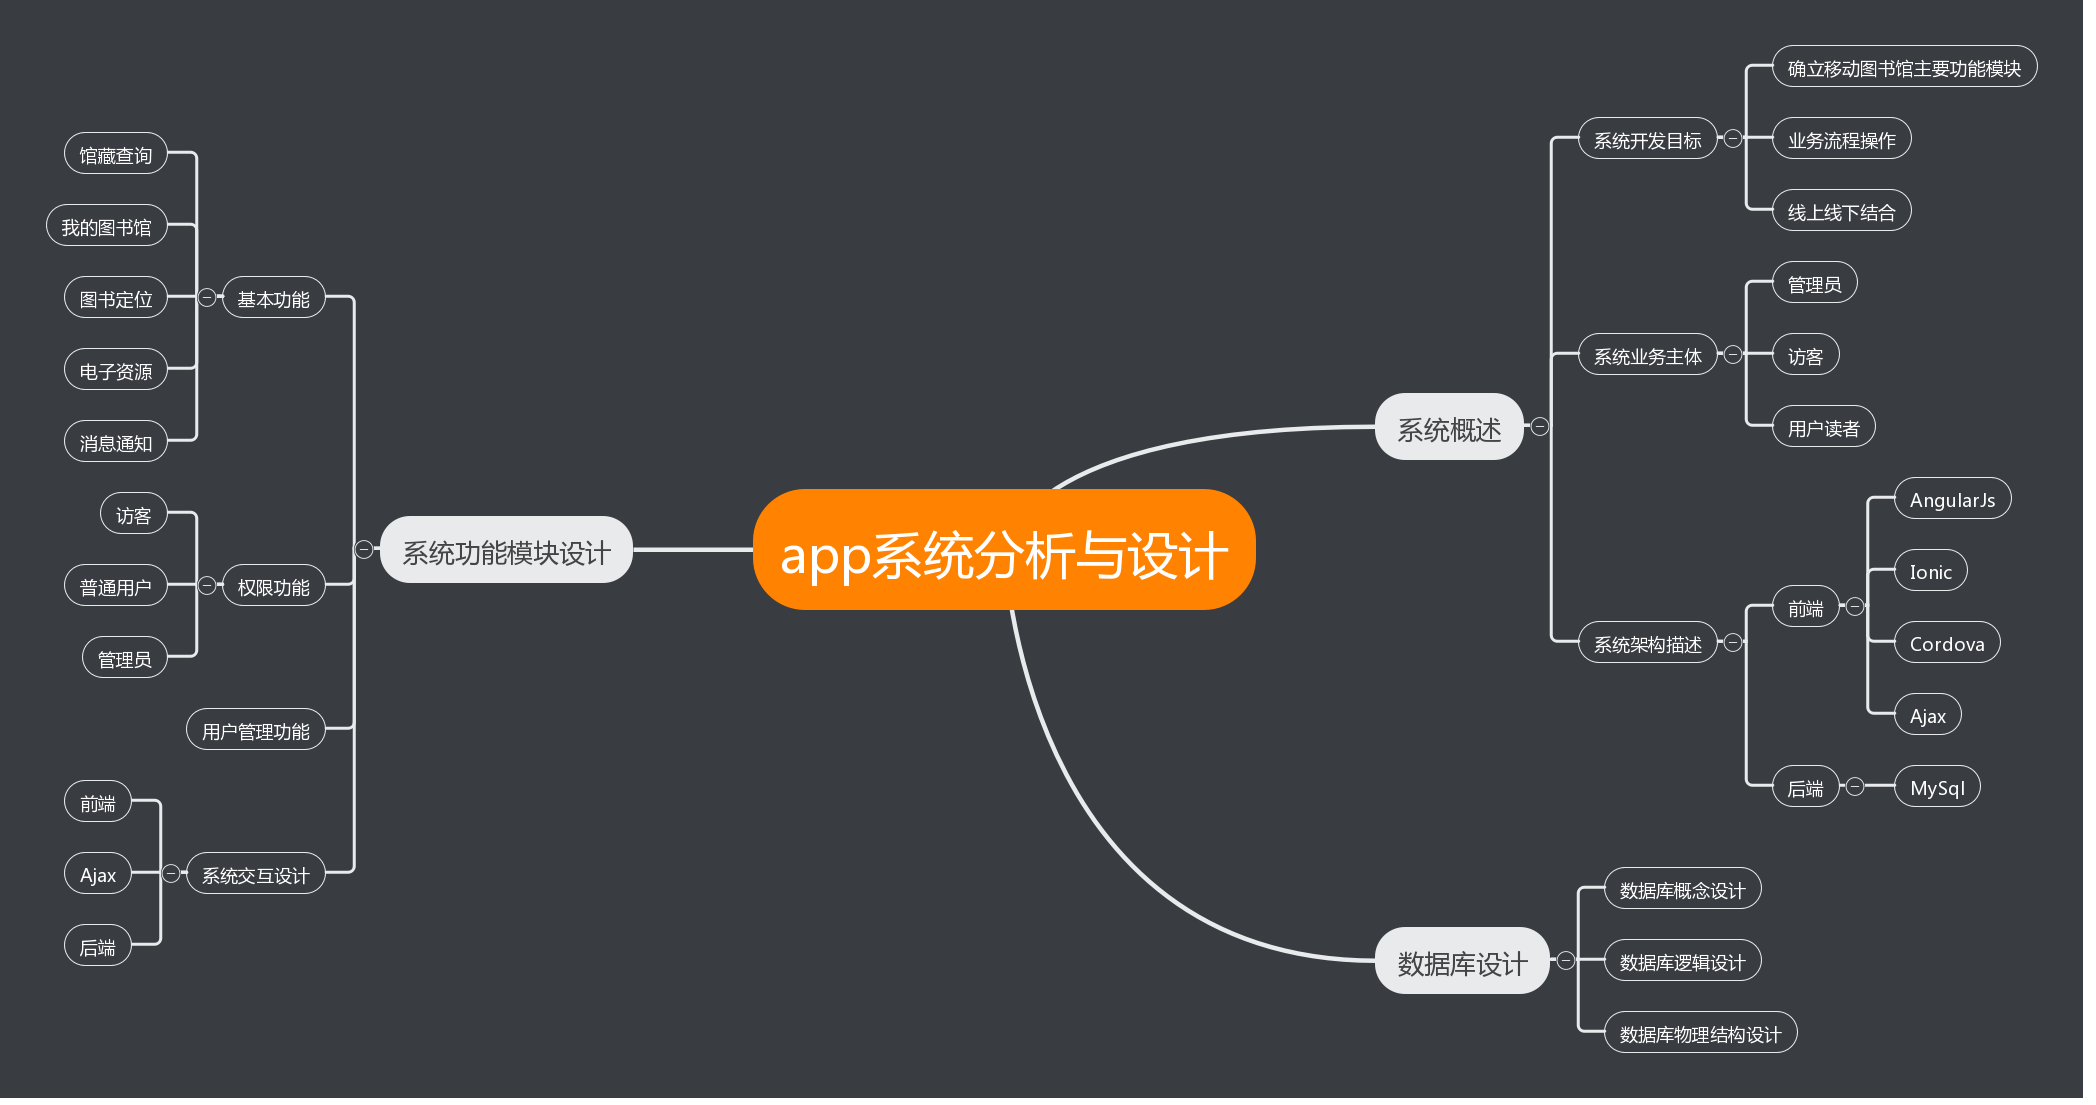 app系统分析与设计
系统概述
系统开发目标
确立移动图书馆主要功能模块
业务流程操作
线上线下结合
系统业务主体
管理员
访客
用户读者
系统架构描述
前端
AngularJs
Ionic
Cordova
Ajax
后端
MySql
数据库设计
数据库概念设计
数据库逻辑设计
数据库物理结构设计
系统功能模块设计
基本功能
馆藏查询
我的图书馆
图书定位
电子资源
消息通知
权限功能
访客
普通用户
管理员
用户管理功能
系统交互设计
前端
Ajax
后端